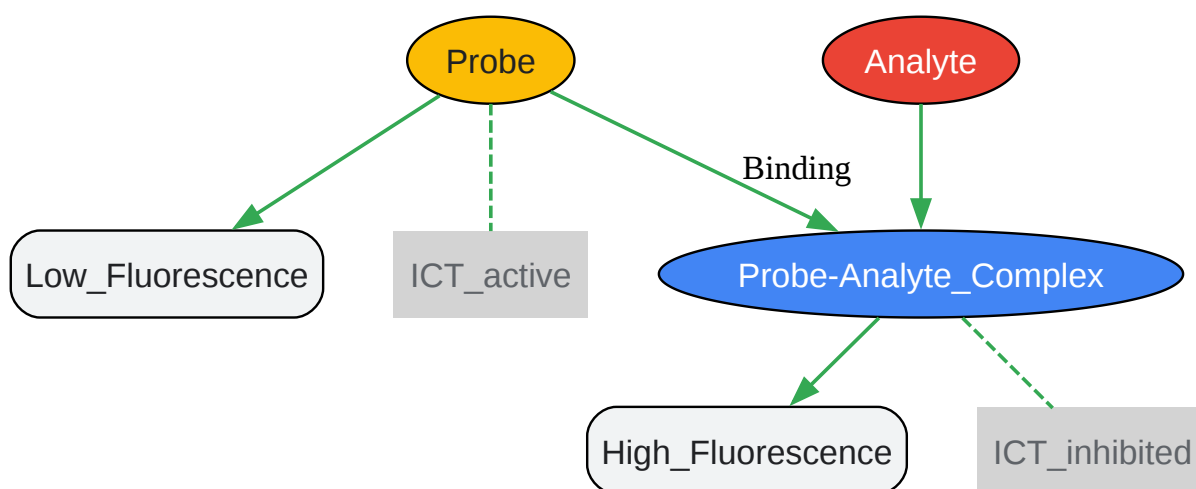 Probe
Analyte
Binding
Low_Fluorescence
ICT_active
Probe-Analyte_Complex
High_Fluorescence
ICT_inhibited